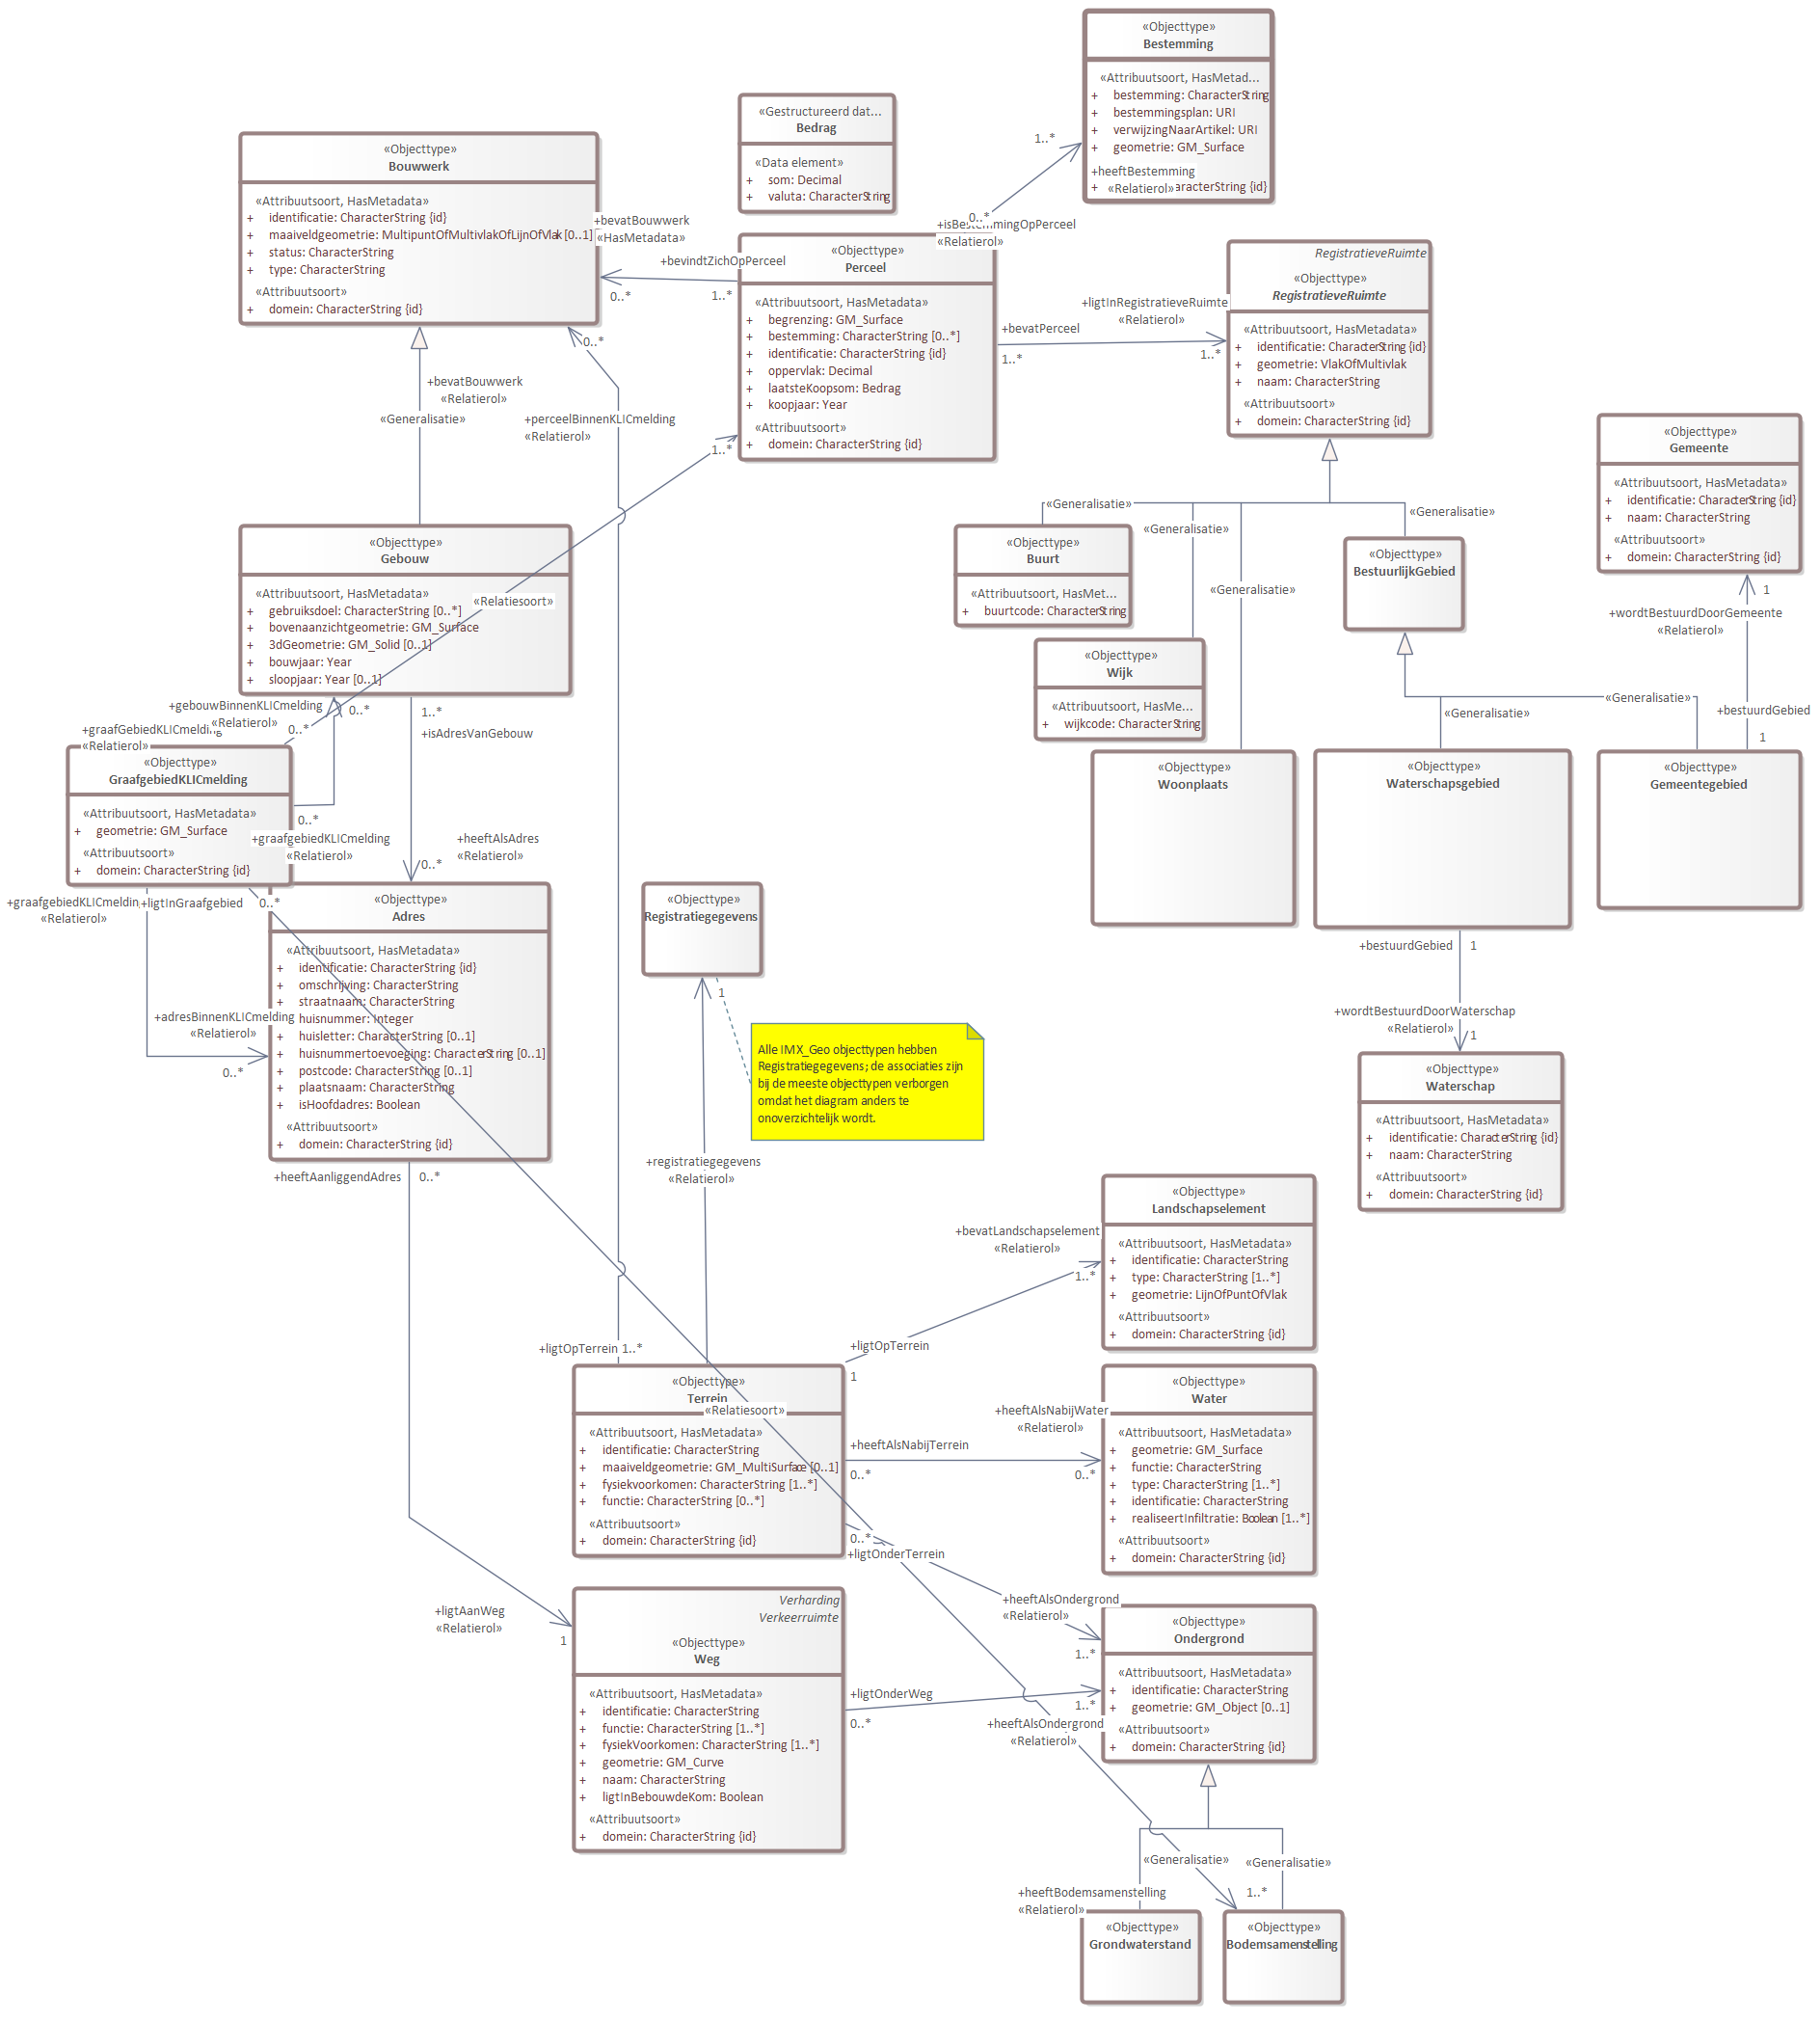 «Objecttype»
Bestemming
«Attribuutsoort, HasMetad...
+ bestemming: CharacterString
+ bestemmingsplan: URI
+ verwijzingNaarArtikel: URI
+ geometrie: GM_Surface
+heeftBestemming
+ «Relatierol» aracterString {id}
1..*
0..*
+isBestemmingOpPerceel
«Relatierol»
«Gestructureerd dat...
Bedrag
«Data element»
+ som: Decimal
+ valuta: CharacterString
«Objecttype»
Bouwwerk
«Attribuutsoort, HasMetadata»
+ identificatie: CharacterString {id}
+ maaiveldgeometrie: MultipuntOfMultivlakOfLijnOfVlak [0..1]
+ status: CharacterString
+ type: CharacterString
«Attribuutsoort»
+ domein: CharacterString {id}
+bevatBouwwerk
«HasMetadata»
+bevindtZichOpPerceel
0..*
1..*
«Objecttype»
Perceel
«Attribuutsoort, HasMetadata»
+ begrenzing: GM_Surface
+ bestemming: CharacterString [0..*]
+ identificatie: CharacterString {id}
+ oppervlak: Decimal
+ laatsteKoopsom: Bedrag
+ koopjaar: Year
«Attribuutsoort»
+ domein: CharacterString {id}
+ligtInRegistratieveRuimte
«Relatierol»
+bevatPerceel
1..*
1..*
RegistratieveRuimte
«Objecttype»
RegistratieveRuimte
«Attribuutsoort, HasMetadata»
+ identificatie: CharacterString {id}
+ geometrie: VlakOfMultivlak
+ naam: CharacterString
«Attribuutsoort»
+ domein: CharacterString {id}
0..*
+bevatBouwwerk
«Relatierol»
«Generalisatie»
+perceelBinnenKLICmelding
«Relatierol»
1..*
«Objecttype»
Gemeente
«Attribuutsoort, HasMetadata»
+ identificatie: CharacterString {id}
+ naam: CharacterString
«Attribuutsoort»
+ domein: CharacterString {id}
«Generalisatie»
«Generalisatie»
«Generalisatie»
«Generalisatie»
«Objecttype»
Buurt
«Attribuutsoort, HasMet...
+ buurtcode: CharacterString
«Objecttype»
BestuurlijkGebied
«Objecttype»
Wijk
«Attribuutsoort, HasMe...
+ wijkcode: CharacterString
1
+wordtBestuurdDoorGemeente
«Relatierol»
«Generalisatie»
«Generalisatie»
+bestuurdGebied
1
«Objecttype»
Gebouw
«Attribuutsoort, HasMetadata»
+ gebruiksdoel: CharacterString [0..*]
+ bovenaanzichtgeometrie: GM_Surface
+ 3dGeometrie: GM_Solid [0..1]
+ bouwjaar: Year
+ sloopjaar: Year [0..1]
«Relatiesoort»
+gebouwBinnenKLICmelding
«Relatierol»
0..*
+graafGebiedKLICmelding
«Relatierol»
0..*
1..*
+isAdresVanGebouw
«Objecttype»
GraafgebiedKLICmelding
«Attribuutsoort, HasMetadata»
+ geometrie: GM_Surface
«Attribuutsoort»
+ domein: CharacterString {id}
0..*
+graafgebiedKLICmelding
«Relatierol»
+heeftAlsAdres
«Relatierol»
0..*
«Objecttype»
Woonplaats
«Objecttype»
Waterschapsgebied
«Objecttype»
Gemeentegebied
+graafgebiedKLICmelding
«Relatierol»
+ligtInGraafgebied
0..*
+adresBinnenKLICmelding
«Relatierol»
0..*
«Objecttype»
Adres
«Attribuutsoort, HasMetadata»
+ identificatie: CharacterString {id}
+ omschrijving: CharacterString
+ straatnaam: CharacterString
huisnummer: Integer
+ huisletter: CharacterString [0..1]
+ huisnummertoevoeging: CharacterString [0..1]
+ postcode: CharacterString [0..1]
+ plaatsnaam: CharacterString
+ isHoofdadres: Boolean
«Attribuutsoort»
+ domein: CharacterString {id}
«Objecttype»
Registratiegegevens
1
Alle IMX_Geo objecttypen hebben
Registratiegegevens; de associaties zijn
bij de meeste objecttypen verborgen
omdat het diagram anders te
onoverzichtelijk wordt.
+registratiegegevens
«Relatierol»
+bestuurdGebied
1
+wordtBestuurdDoorWaterschap
«Relatierol»
1
«Objecttype»
Waterschap
«Attribuutsoort, HasMetadata»
+ identificatie: CharacterString {id}
+ naam: CharacterString
«Attribuutsoort»
+ domein: CharacterString {id}
+heeftAanliggendAdres
0..*
«Objecttype»
Landschapselement
«Attribuutsoort, HasMetadata»
+ identificatie: CharacterString
+ type: CharacterString [1..*]
+ geometrie: LijnOfPuntOfVlak
«Attribuutsoort»
+ domein: CharacterString {id}
+bevatLandschapselement
«Relatierol»
1..*
+ligtOpTerrein
1
+ligtOpTerrein 1..*
«Objecttype»
Terrein
«Relatiesoort»
«Attribuutsoort, HasMetadata»
+ identificatie: CharacterString
+ maaiveldgeometrie: GM_MultiSurface [0..1]
+ fysiekvoorkomen: CharacterString [1..*]
+ functie: CharacterString [0..*]
«Attribuutsoort»
+ domein: CharacterString {id}
+heeftAlsNabijWater
«Relatierol»
+heeftAlsNabijTerrein
0..*
0..*
«Objecttype»
Water
«Attribuutsoort, HasMetadata»
+ geometrie: GM_Surface
+ functie: CharacterString
+ type: CharacterString [1..*]
+ identificatie: CharacterString
+ realiseertInfiltratie: Boolean [1..*]
«Attribuutsoort»
+ domein: CharacterString {id}
0..*
+ligtOnderTerrein
+heeftAlsOndergrond
«Relatierol»
1..*
+ligtAanWeg
«Relatierol»
1
Verharding
Verkeerruimte
«Objecttype»
Weg
«Attribuutsoort, HasMetadata»
+ identificatie: CharacterString
+ functie: CharacterString [1..*]
+ fysiekVoorkomen: CharacterString [1..*]
+ geometrie: GM_Curve
+ naam: CharacterString
+ ligtInBebouwdeKom: Boolean
«Attribuutsoort»
+ domein: CharacterString {id}
+ligtOnderWeg
0..*
1..*
+heeftAlsOndergrond
«Relatierol»
«Objecttype»
Ondergrond
«Attribuutsoort, HasMetadata»
+ identificatie: CharacterString
+ geometrie: GM_Object [0..1]
«Attribuutsoort»
+ domein: CharacterString {id}
«Generalisatie»
«Generalisatie»
+heeftBodemsamenstelling
«Relatierol»
1..*
«Objecttype»
Grondwaterstand
«Objecttype»
Bodemsamenstelling